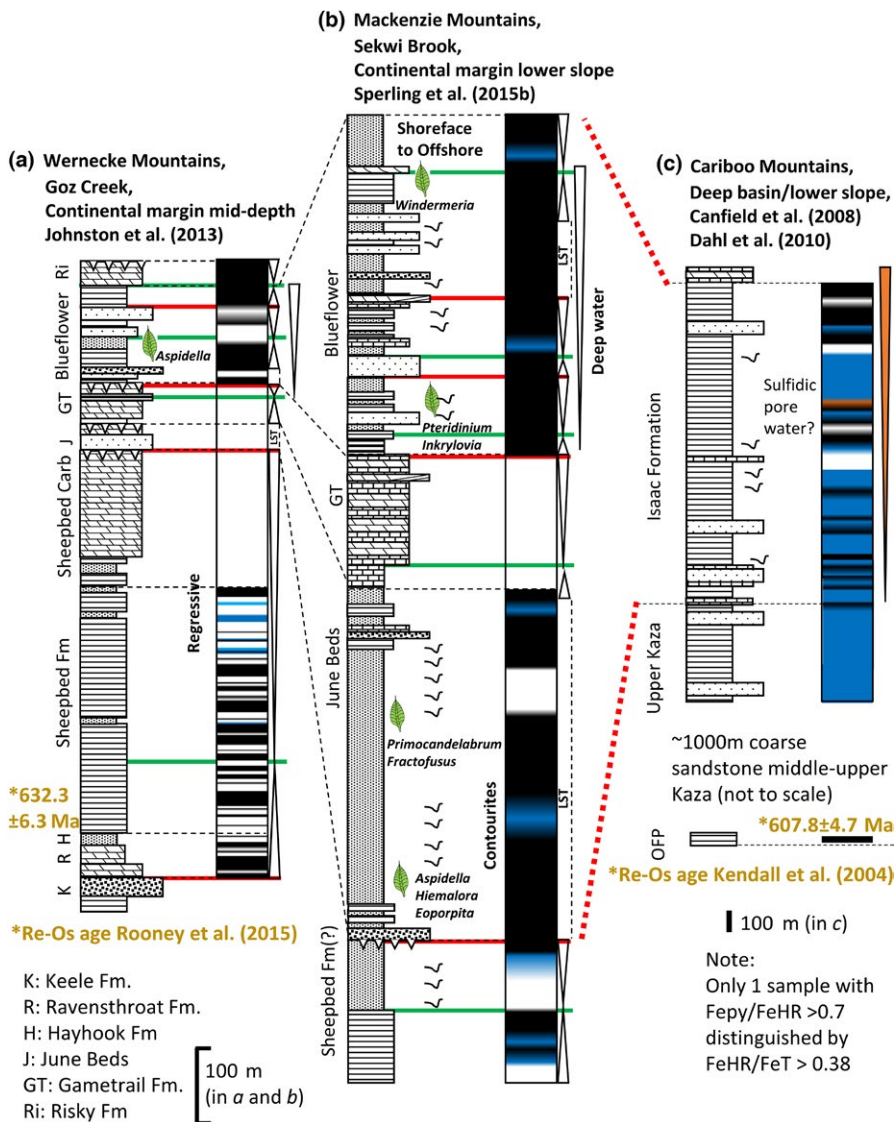 (a) Wernecke Mountains,
Goz Creek,
Continental margin mid-depth
Johnston et al. (2013)
Ri
Blueflower
GT
J
Sheepbed Carb
Sheepbed Fm
H
R
K
Aspidella
LST
Regressive
*632.3
±6.3 Ma
*Re-Os age Rooney et al. (2015)
K: Keele Fm.
R: Ravensthroat Fm.
H: Hayhook Fm
J: June Beds
GT: Gametrail Fm.
Ri: Risky Fm
100 m
(in a and b)
(b) Mackenzie Mountains,
Sekwi Brook,
Continental margin lower slope
Sperling et al. (2015b)
Shoreface
to Offshore
Windermeria
Blueflower
LST
Deep water
Pteridinium
Inkrylovia
GT
June Beds
Primocandelabrum
Fractofusus
LST
Contourites
Aspidella
Hiemalora
Eoporpita
Sheepbed Fm(?)
(c) Cariboo Mountains,
Deep basin/lower slope,
Canfield et al. (2008)
Dahl et al. (2010)
Isaac Formation
Sulfidic
pore
water?
Upper Kaza
~1000m coarse
sandstone middle-upper
Kaza (not to scale)
OFP
*607.8±4.7 Ma
*Re-Os age Kendall et al. (2004)
100 m (in c)
Note:
Only 1 sample with
Fepy/FeHR >0.7
distinguished by
FeHR/FeT > 0.38